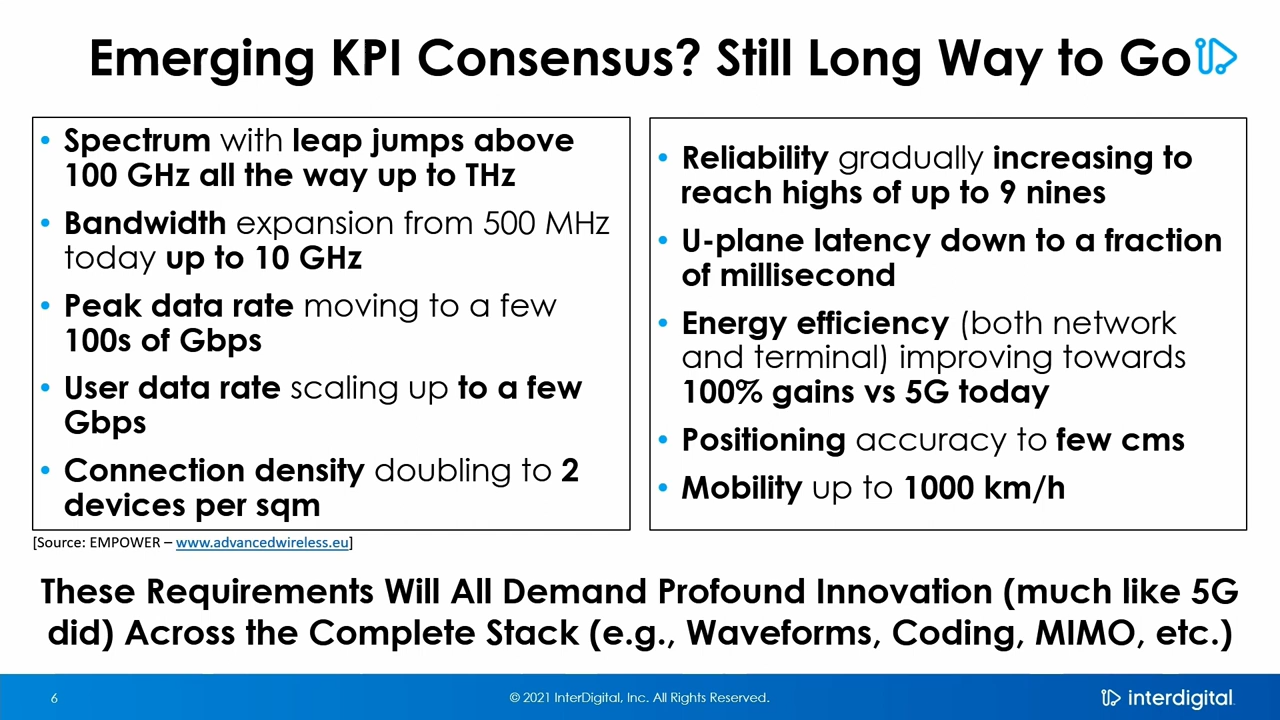 Emerging KPI Consensus? Still Long Way to Go
• Spectrum with leap jumps above
100 GHz all the way up to THz
• Bandwidth expansion from 500 MHz
today up to 10 GHz
• Peak data rate moving to a few
100s of Gbps
• User data rate scaling up to a few
Gbps
• Connection density doubling to 2
devices per sqm
• Reliability gradually increasing to
reach highs of up to 9 nines
• U-plane latency down to a fraction
of millisecond
• Energy efficiency (both network
and terminal) improving towards
100% gains vs 5G today
• Positioning accuracy to few cms
• Mobility up to 1000 km/h
[Source: EMPOWER – www.advancedwireless.eu]
These Requirements Will All Demand Profound Innovation (much like 5G
did) Across the Complete Stack (e.g., Waveforms, Coding, MIMO, etc.)
6
© 2021 InterDigital, Inc. All Rights Reserved.
interdigital